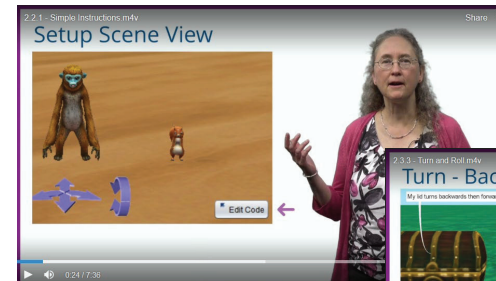 2.2.1 - Simple Instructions.m4v
Share
Setup Scene View
Edit Code
0:24 / 7:36
2.3.3 - Turn and Roll.m4v
Turn - Bac
My lid turns backwards then forwa